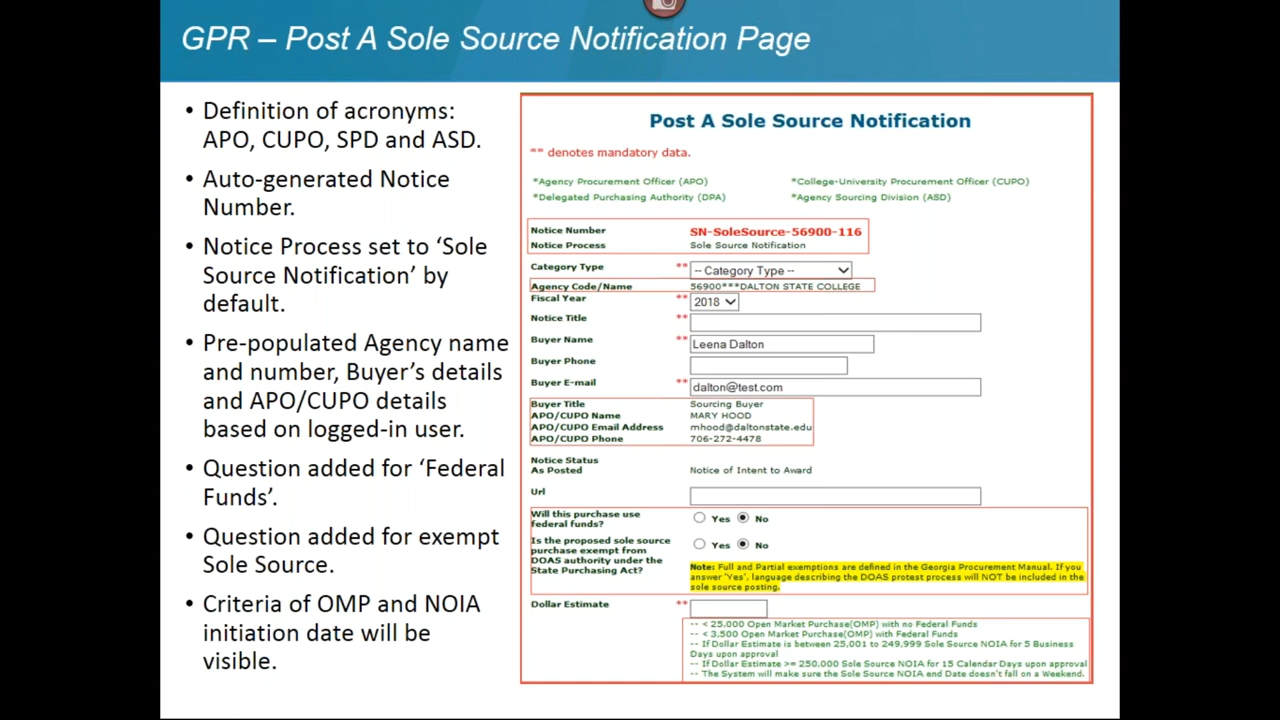 GPR – Post A Sole Source Notification Page
• Definition of acronyms:
APO, CUPO, SPD and ASD.
• Auto-generated Notice
Number.
• Notice Process set to ‘Sole
Source Notification’ by
default.
• Pre-populated Agency name
and number, Buyer’s details
and APO/CUPO details
based on logged-in user.
• Question added for ‘Federal
Funds’.
• Question added for exempt
Sole Source.
• Criteria of OMP and NOIA
initiation date will be
visible.
Post A Sole Source Notification
** denotes mandatory data.
*Agency Procurement Officer (APO) *College-University Procurement Officer (CUPO)
*Delegated Purchasing Authority (DPA) *Agency Sourcing Division (ASD)
Notice Number SN-SoleSource-56900-116
Notice Process Sole Source Notification
Category Type ** -- Category Type --
Agency Code/Name 56900***DALTON STATE COLLEGE
Fiscal Year ** 2018
Notice Title **
Buyer Name ** Leena Dalton
Buyer Phone
Buyer E-mail ** dalton@test.com
Buyer Title Sourcing Buyer
APO/CUPO Name MARY HOOD
APO/CUPO Email Address mhood@daltonstate.edu
APO/CUPO Phone 706-272-4478
Notice Status
As Posted Notice of Intent to Award
Url
Will this purchase use
federal funds? Yes No
Is the proposed sole source
purchase exempt from
DOAS authority under the
State Purchasing Act? Yes No
Note: Full and Partial exemptions are defined in the Georgia Procurement Manual. If you
answer 'Yes', language describing the DOAS protest process will NOT be included in the
sole source posting.
Dollar Estimate **
-- < 25,000 Open Market Purchase(OMP) with no Federal Funds
-- < 3,500 Open Market Purchase(OMP) with Federal Funds
-- If Dollar Estimate is between 25,001 to 249,999 Sole Source NOIA for 5 Business
Days upon approval
-- If Dollar Estimate >= 250,000 Sole Source NOIA for 15 Calendar Days upon approval
-- The System will make sure the Sole Source NOIA end Date doesn't fall on a Weekend.